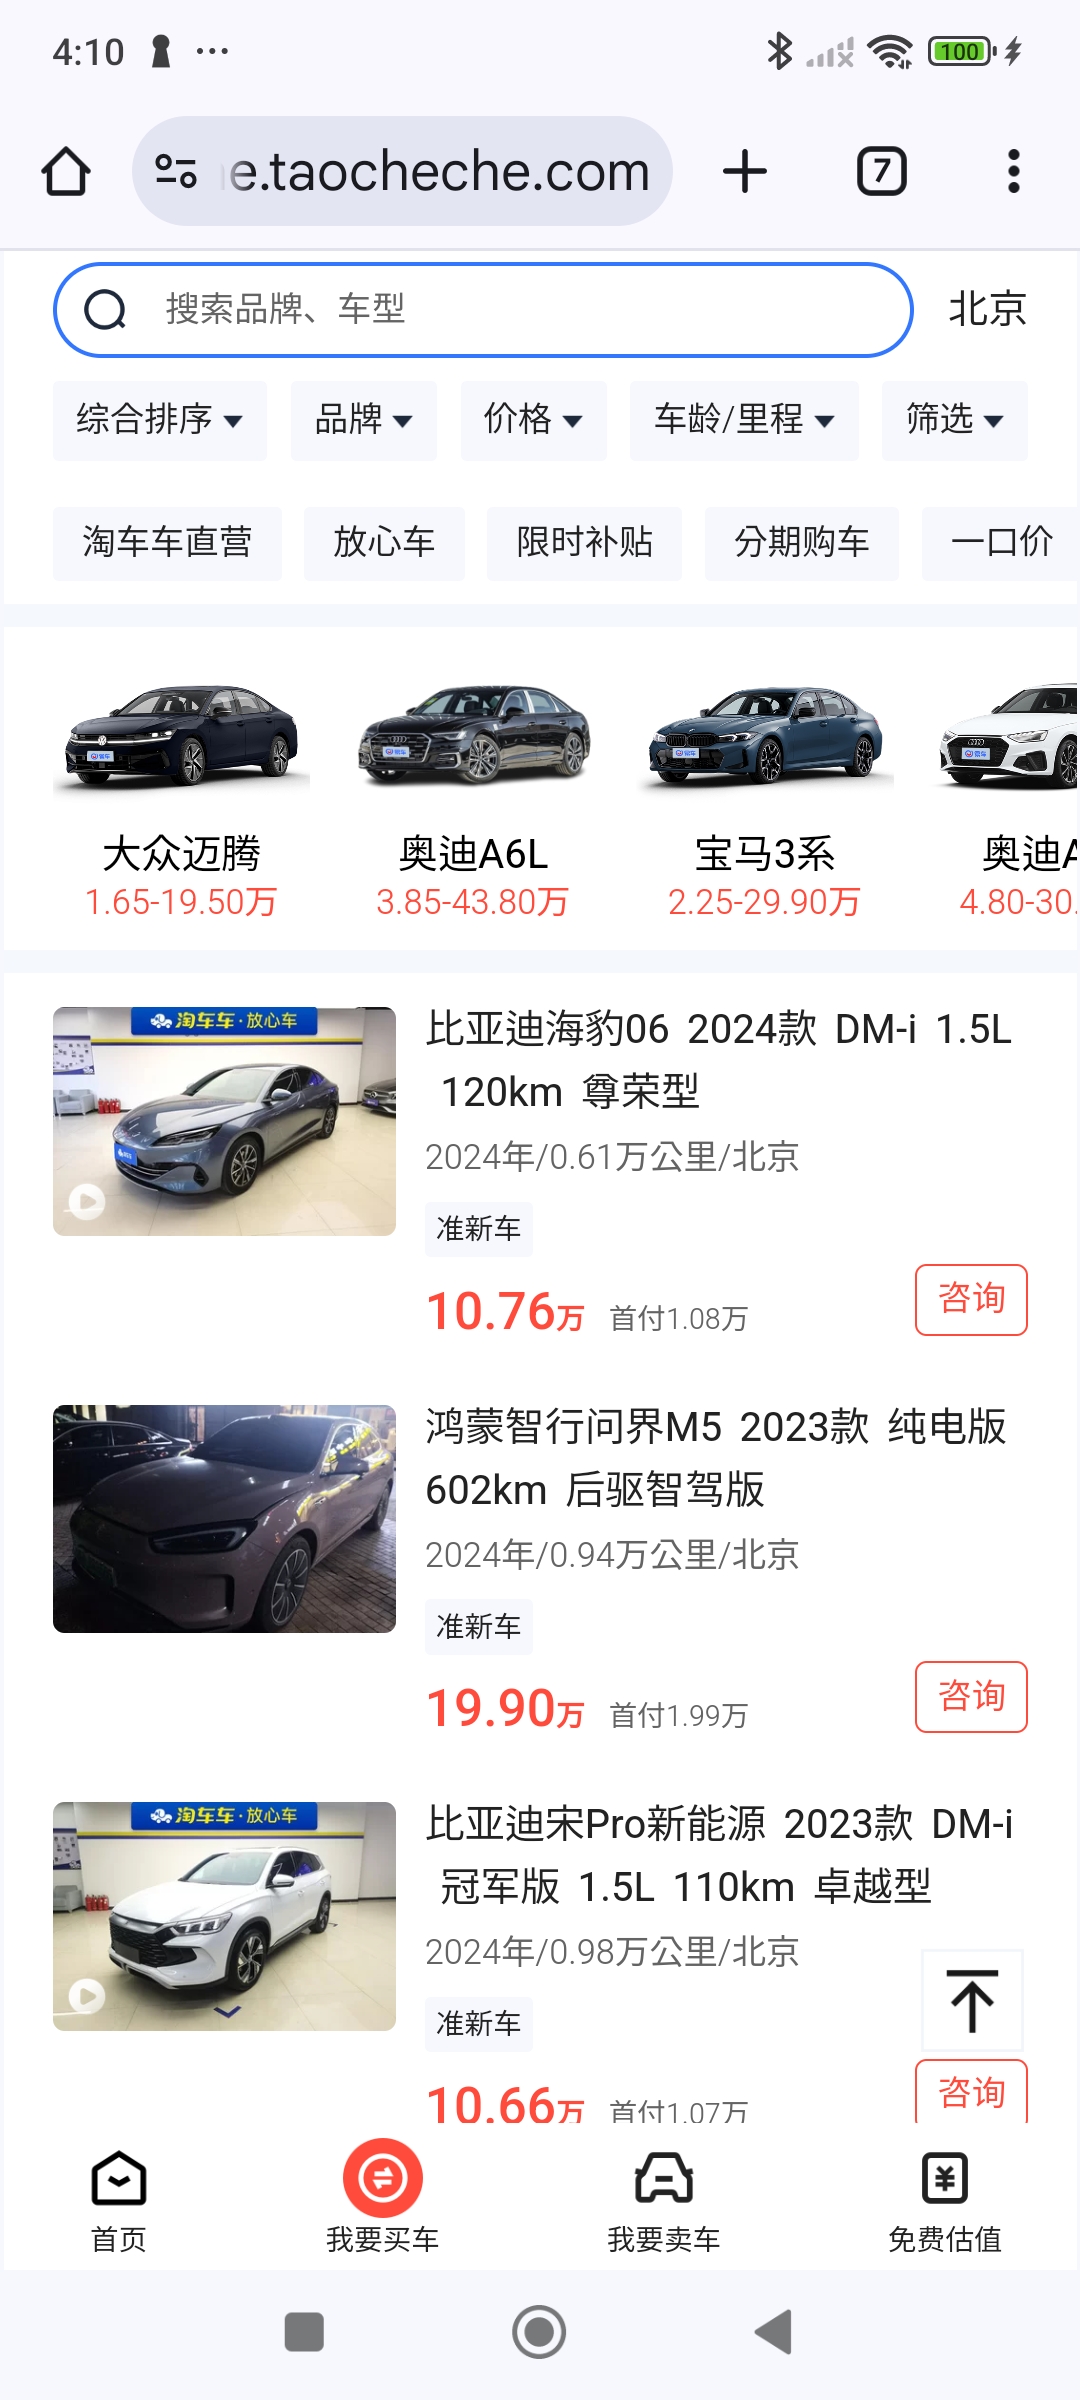 4:10
100
e.taocheche.com
7
搜索品牌、车型
北京
综合排序 品牌 价格 车龄/里程 筛选
淘车车直营 放心车 限时补贴 分期购车 一口价
大众迈腾 奥迪A6L 宝马3系 奥迪A
1.65-19.50万 3.85-43.80万 2.25-29.90万 4.80-30.
淘车车·放心车
比亚迪海豹06 2024款 DM-i 1.5L
120km 尊荣型
2024年/0.61万公里/北京
准新车
10.76万 首付1.08万
咨询
鸿蒙智行问界M5 2023款 纯电版
602km 后驱智驾版
2024年/0.94万公里/北京
准新车
19.90万 首付1.99万
咨询
淘车车·放心车
比亚迪宋Pro新能源 2023款 DM-i
冠军版 1.5L 110km 卓越型
2024年/0.98万公里/北京
准新车
10.66万 首付1.07万
咨询
首页 我要买车 我要卖车 免费估值